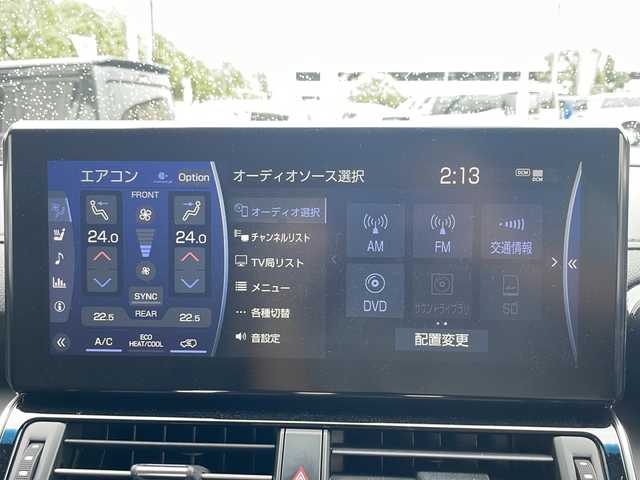 エアコン
Option
オーディオソース選択
2:13
DCM
DCM
FRONT
24.0
24.0
SYNC
22.5
REAR
22.5
A/C
ECO
HEAT/COOL
オーディオ選択
チャンネルリスト
TV局リスト
メニュー
各種切替
音設定
AM
FM
交通情報
DVD
サウンドライブラリ
SD
配置変更